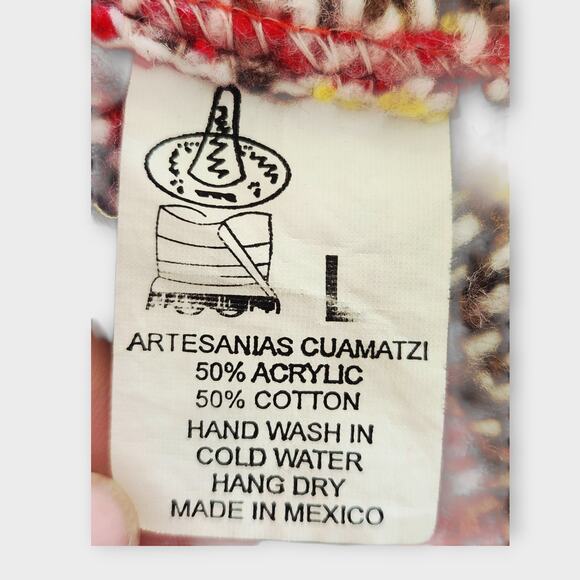 L
ARTESANIAS CUAMATZI
50% ACRYLIC
50% COTTON
HAND WASH IN
COLD WATER
HANG DRY
MADE IN MEXICO